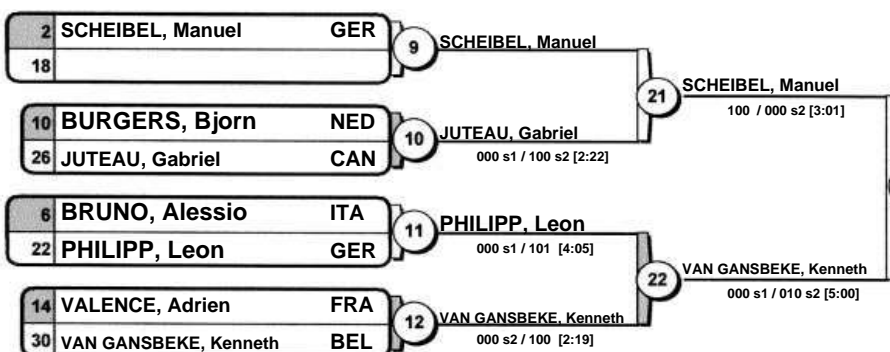 2 SCHEIBEL, Manuel GER
18
9
SCHEIBEL, Manuel
10 BURGERS, Bjorn NED
26 JUTEAU, Gabriel CAN
10
JUTEAU, Gabriel
000 s1 / 100 s2 [2:22]
21
SCHEIBEL, Manuel
100 / 000 s2 [3:01]
6 BRUNO, Alessio ITA
22 PHILIPP, Leon GER
11
PHILIPP, Leon
000 s1 / 101 [4:05]
14 VALENCE, Adrien FRA
30 VAN GANSBEKE, Kenneth BEL
12
VAN GANSBEKE, Kenneth
000 s2 / 100 [2:19]
22
VAN GANSBEKE, Kenneth
000 s1 / 010 s2 [5:00]